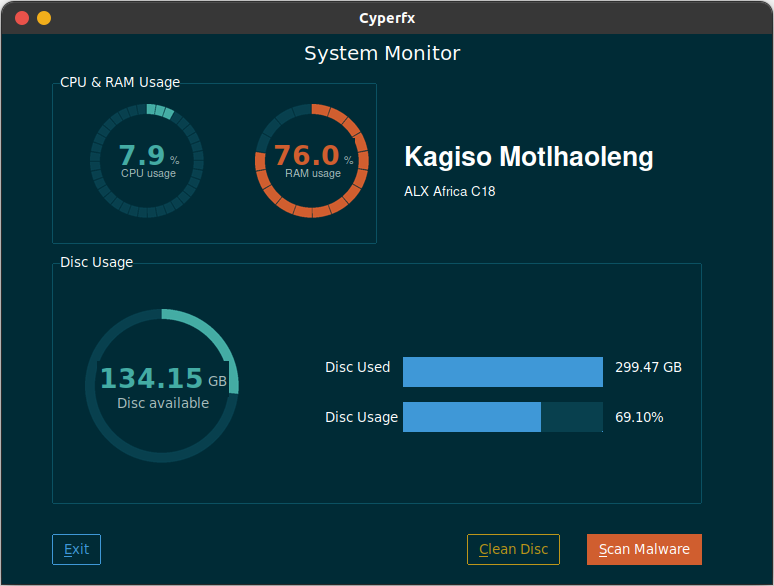 Cyperfx
System Monitor
CPU & RAM Usage
7.9 %
CPU usage
76.0 %
RAM usage
Kagiso Motlhaoleng
ALX Africa C18
Disc Usage
134.15 GB
Disc available
Disc Used 299.47 GB
Disc Usage 69.10%
Exit
Clean Disc
Scan Malware